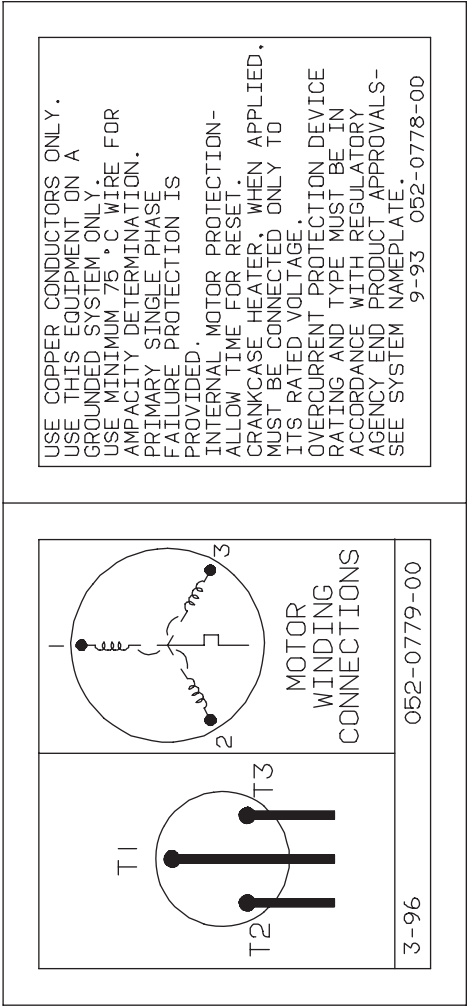 USE COPPER CONDUCTORS ONLY.
USE THIS EQUIPMENT ON A
GROUNDED SYSTEM ONLY.
USE MINIMUM 75 °C WIRE FOR
AMPACITY DETERMINATION.
PRIMARY SINGLE PHASE
FAILURE PROTECTION IS
PROVIDED.
INTERNAL MOTOR PROTECTION-
ALLOW TIME FOR RESET.
CRANKCASE HEATER, WHEN APPLIED,
MUST BE CONNECTED ONLY TO
ITS RATED VOLTAGE.
OVERCURRENT PROTECTION DEVICE
RATING AND TYPE MUST BE IN
ACCORDANCE WITH REGULATORY
AGENCY END PRODUCT APPROVALS-
SEE SYSTEM NAMEPLATE.
9-93 052-0778-00
T1
T2
T3
1
2
3
MOTOR
WINDING
CONNECTIONS
3-96
052-0779-00